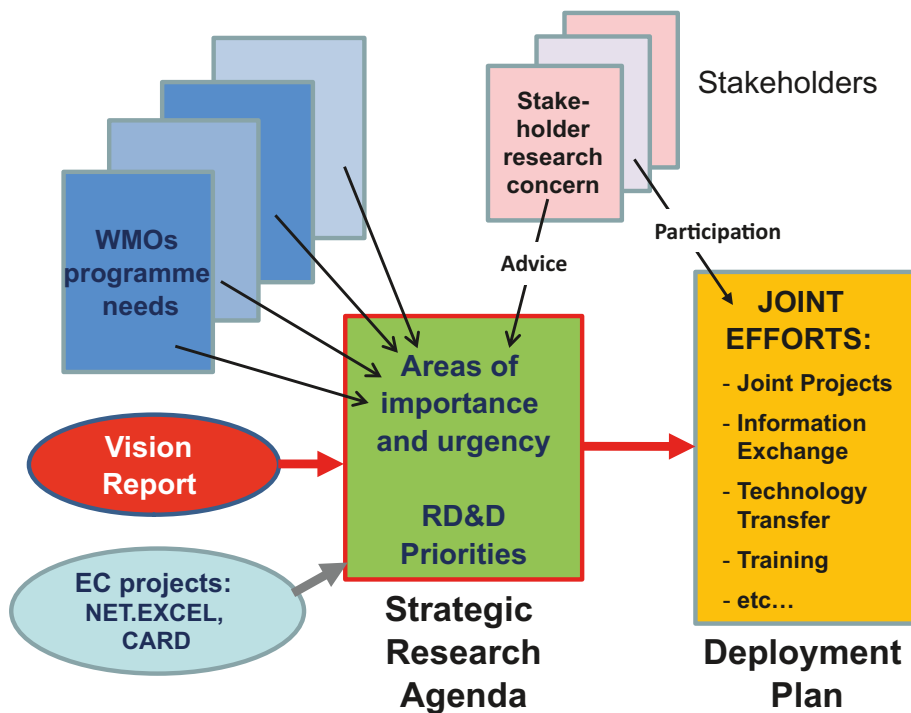 Stakeholders
Stake-
holder
research
concern
WMOs
programme
needs
Advice
Participation
Areas of
importance
and urgency
RD&D
Priorities
JOINT
EFFORTS:
- Joint Projects
- Information
Exchange
- Technology
Transfer
- Training
- etc…
Vision
Report
EC projects:
NET.EXCEL,
CARD
Strategic
Research
Agenda
Deployment
Plan